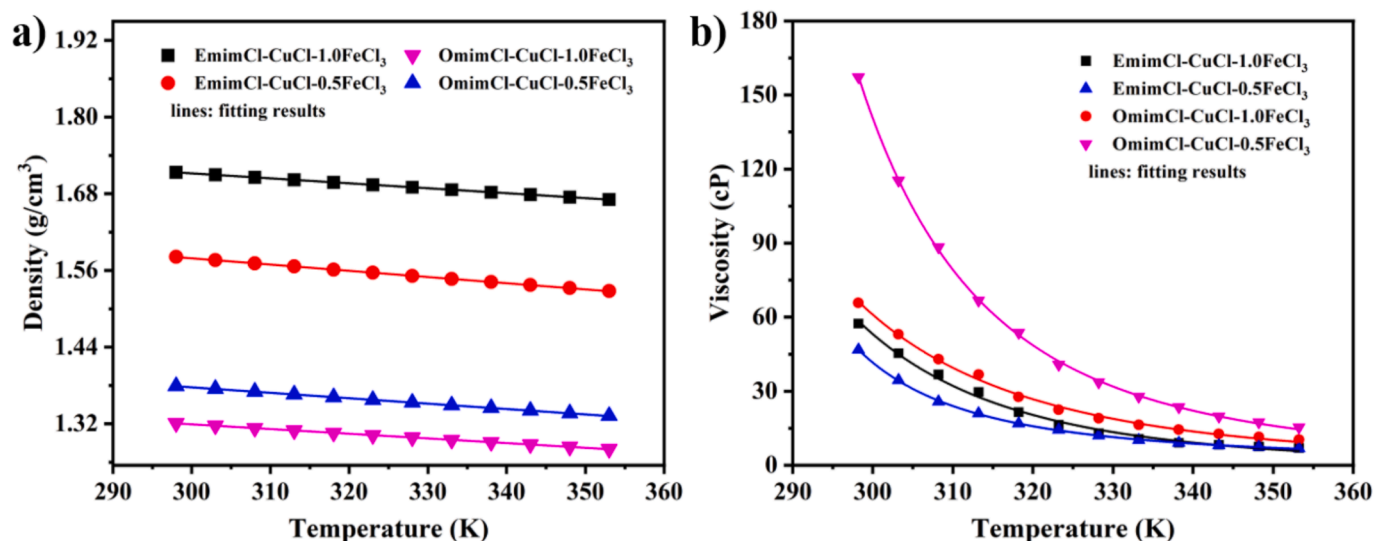 a)
1.92
1.80
1.68
1.56
1.44
1.32
Density (g/cm³)
EmimCl-CuCl-1.0FeCl₃
OmimCl-CuCl-1.0FeCl₃
EmimCl-CuCl-0.5FeCl₃
OmimCl-CuCl-0.5FeCl₃
lines: fitting results
290 300 310 320 330 340 350 360
Temperature (K)
b)
180
150
120
90
60
30
0
Viscosity (cP)
EmimCl-CuCl-1.0FeCl₃
EmimCl-CuCl-0.5FeCl₃
OmimCl-CuCl-1.0FeCl₃
OmimCl-CuCl-0.5FeCl₃
lines: fitting results
290 300 310 320 330 340 350 360
Temperature (K)